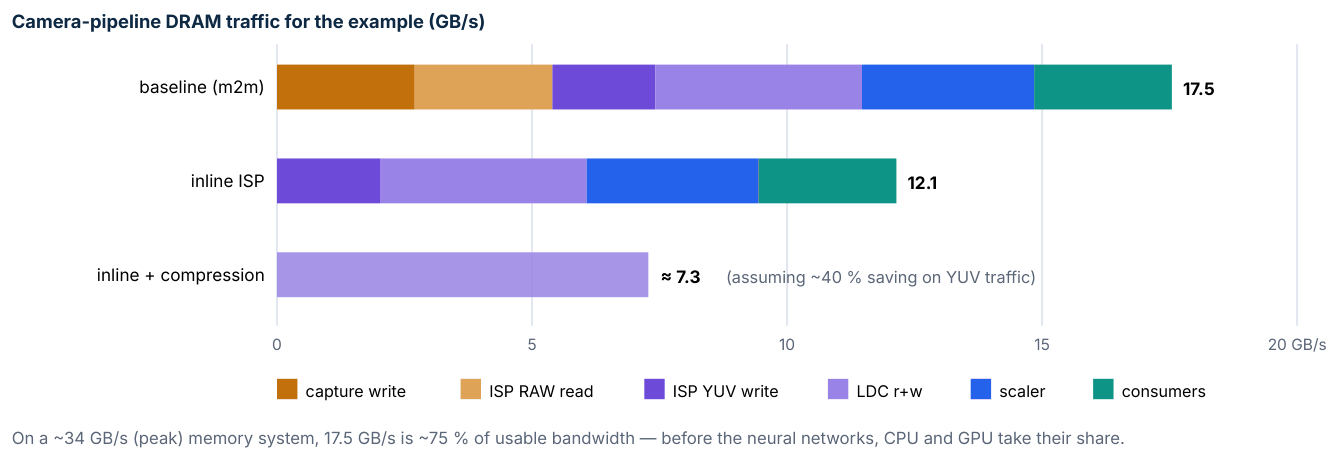 Camera-pipeline DRAM traffic for the example (GB/s)
baseline (m2m) 17.5
inline ISP 12.1
inline + compression ≈ 7.3 (assuming ~40 % saving on YUV traffic)
0 5 10 15 20 GB/s
capture write ISP RAW read ISP YUV write LDC r+w scaler consumers
On a ~34 GB/s (peak) memory system, 17.5 GB/s is ~75 % of usable bandwidth — before the neural networks, CPU and GPU take their share.